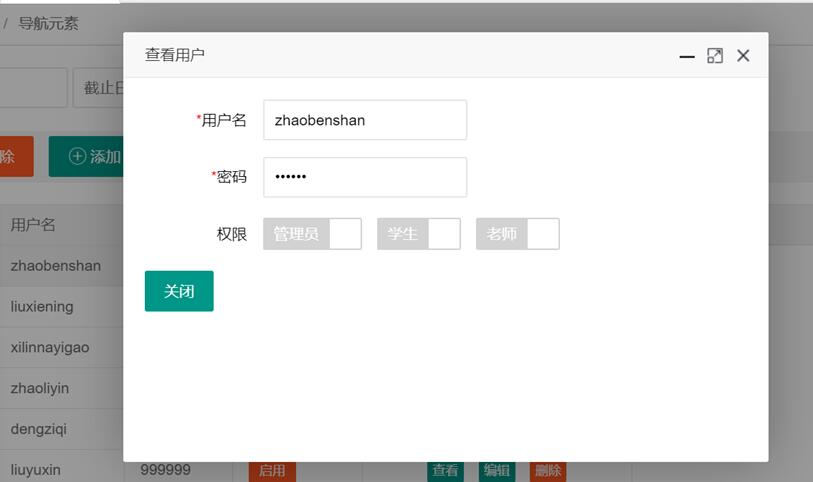 / 导航元素
截止日
除
添加
用户名
zhaobenshan
liuxiening
xilinnayigao
zhaoliyin
dengziqi
liuyuxin 999999 启用 查看 编辑 删除
查看用户
*用户名 zhaobenshan
*密码 ••••••
权限 管理员 学生 老师
关闭